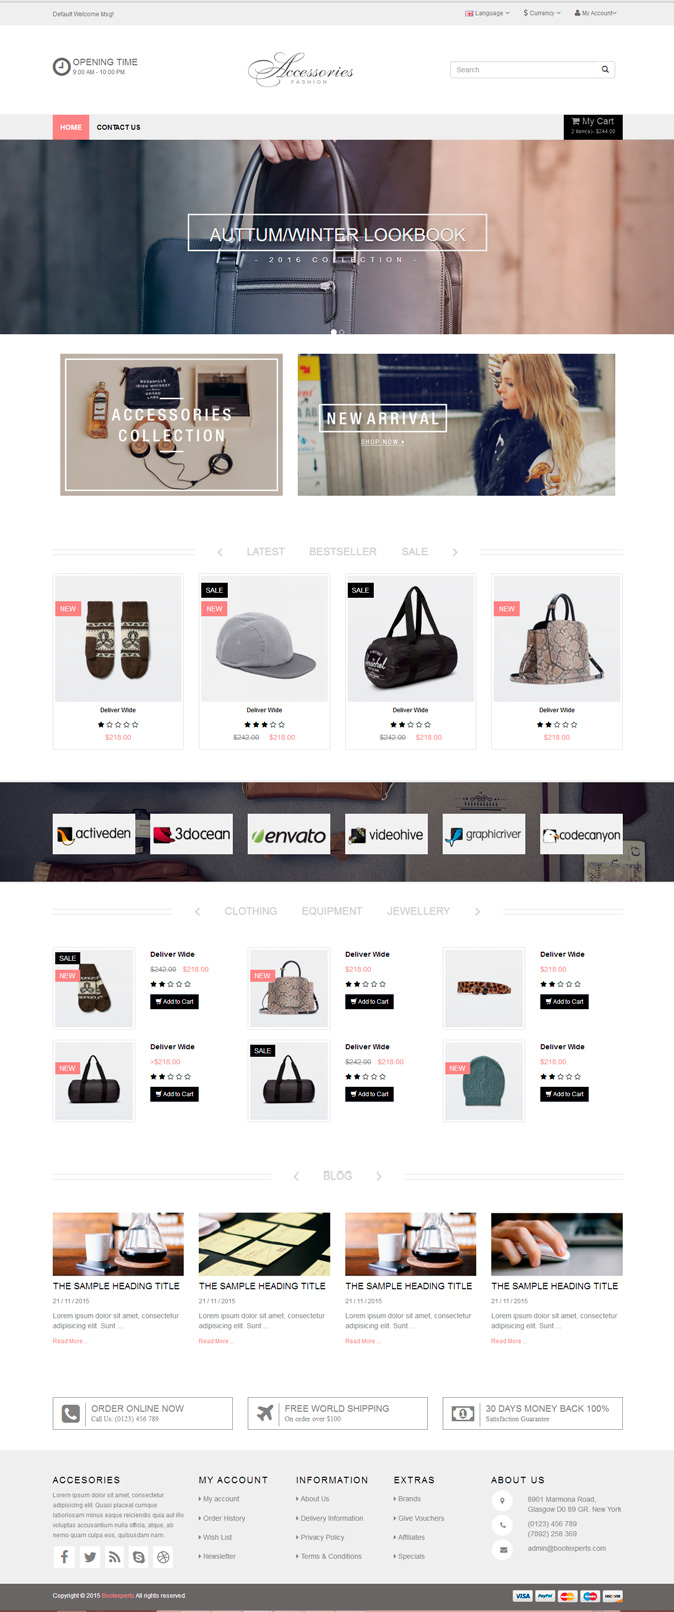 Default Welcome Msg!
Language
$ Currency
My Account
OPENING TIME
9:00 AM - 10:00 PM
Accessories
FASHION
Search
HOME
CONTACT US
My Cart
2 item(s)- $244.00
AUTTUM/WINTER LOOKBOOK
- 2016 COLLECTION -
ACCESSORIES
COLLECTION
NEW ARRIVAL
SHOP NOW
LATEST
BESTSELLER
SALE
NEW
SALE
NEW
SALE
Herschel
NEW
Deliver Wide
Deliver Wide
Deliver Wide
Deliver Wide
$218.00
$242.00 $218.00
$242.00 $218.00
$218.00
activeden
3docean
envato
videohive
graphicriver
codecanyon
CLOTHING
EQUIPMENT
JEWELLERY
SALE
NEW
Deliver Wide
$242.00 $218.00
Add to Cart
NEW
Deliver Wide
$218.00
Add to Cart
Deliver Wide
$218.00
Add to Cart
NEW
Deliver Wide
>$218.00
Add to Cart
SALE
Deliver Wide
$242.00 $218.00
Add to Cart
NEW
Deliver Wide
$218.00
Add to Cart
BLOG
THE SAMPLE HEADING TITLE
21 / 11 / 2015
Lorem ipsum dolor sit amet, consectetur
adipisicing elit. Sunt ...
Read More ...
THE SAMPLE HEADING TITLE
21 / 11 / 2015
Lorem ipsum dolor sit amet, consectetur
adipisicing elit. Sunt ...
Read More ...
THE SAMPLE HEADING TITLE
21 / 11 / 2015
Lorem ipsum dolor sit amet, consectetur
adipisicing elit. Sunt ...
Read More ...
THE SAMPLE HEADING TITLE
21 / 11 / 2015
Lorem ipsum dolor sit amet, consectetur
adipisicing elit. Sunt ...
Read More ...
ORDER ONLINE NOW
Call Us: (0123) 456 789
FREE WORLD SHIPPING
On order over $100
30 DAYS MONEY BACK 100%
Satisfaction Guarantee
ACCESORIES
Lorem ipsum dolor sit amet, consectetur
adipisicing elit. Quasi placeat cumque
laboriosam minus eaque reiciendis quia aut illo
voluptas accusantium nulla officia, atque, ab
nemo quam culpa eos, quibusdam nam.
MY ACCOUNT
My account
Order History
Wish List
Newsletter
INFORMATION
About Us
Delivery Information
Privacy Policy
Terms & Conditions
EXTRAS
Brands
Give Vouchers
Affiliates
Specials
ABOUT US
8901 Marmona Road,
Glasgow D0 89 GR. New York
(0123) 456 789
(7892) 258 369
admin@bootexperts.com
Copyright © 2015 Bootexperts All rights reserved.
VISA
PayPal